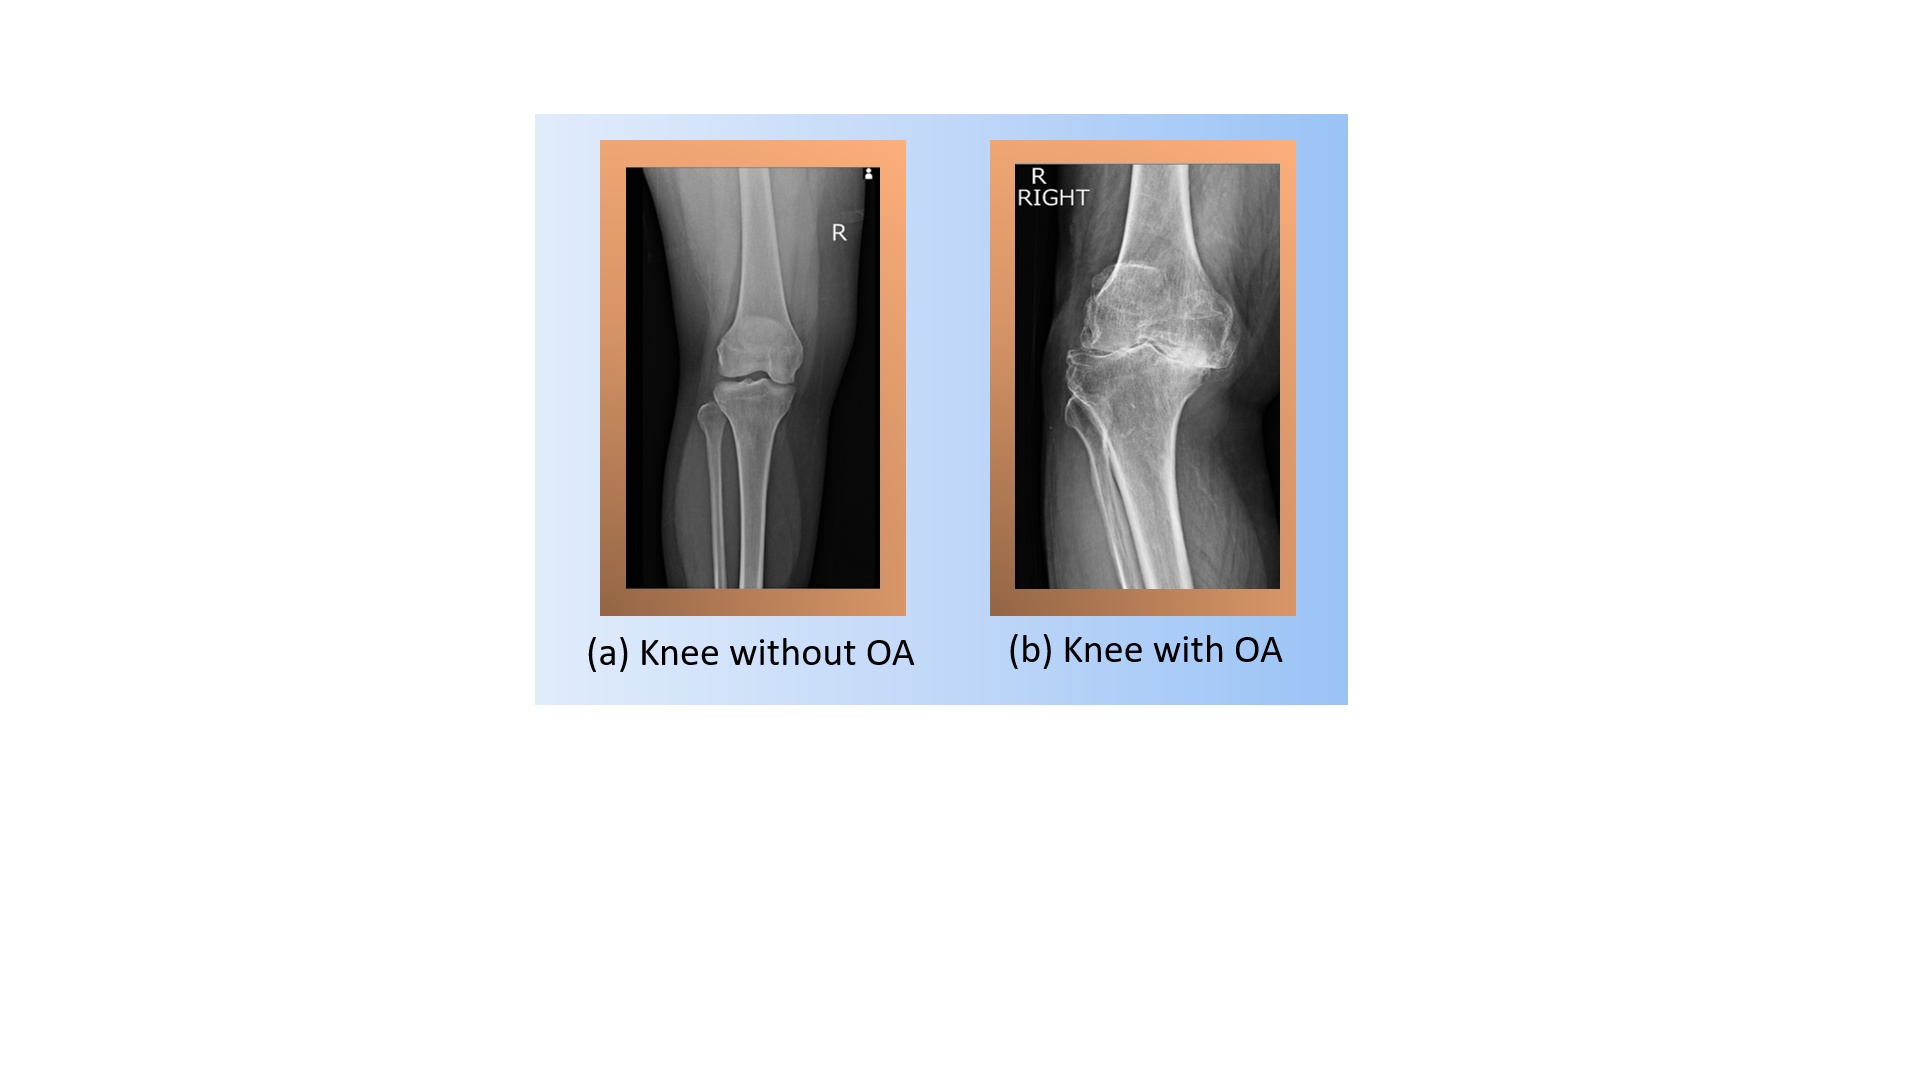 R
R
RIGHT
(a) Knee without OA
(b) Knee with OA